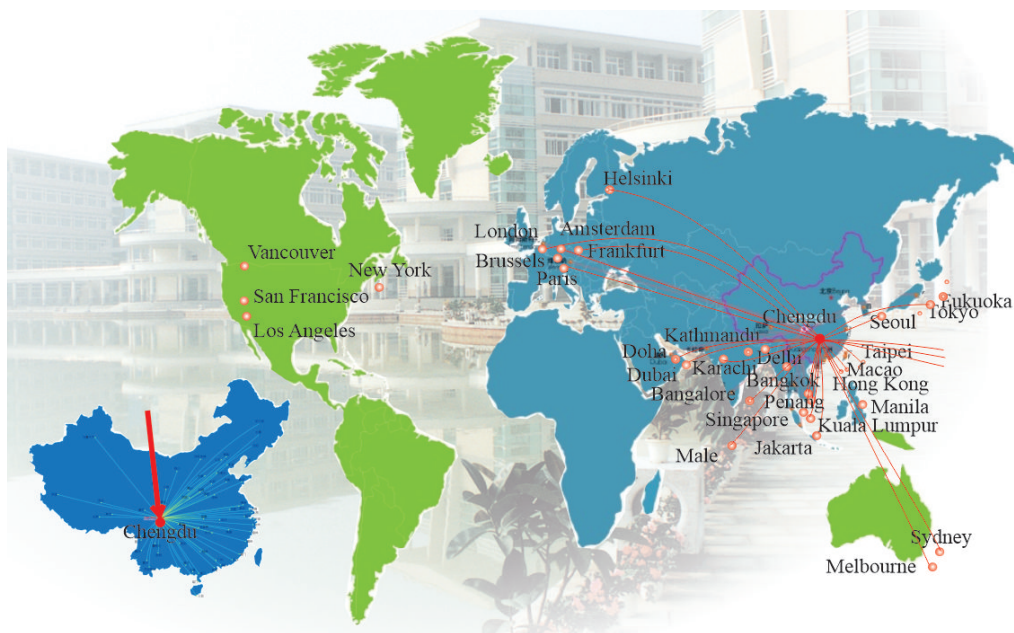 Helsinki
London
Amsterdam
Brussels
Frankfurt
Paris
Vancouver
New York
San Francisco
Los Angeles
Chengdu
Fukuoka
Tokyo
Seoul
Kathmandu
Doha
Delhi
Taipei
Dubai
Karachi
Macao
Bangalore
Bangkok
Hong Kong
Penang
Manila
Singapore
Kuala Lumpur
Male
Jakarta
Chengdu
Sydney
Melbourne